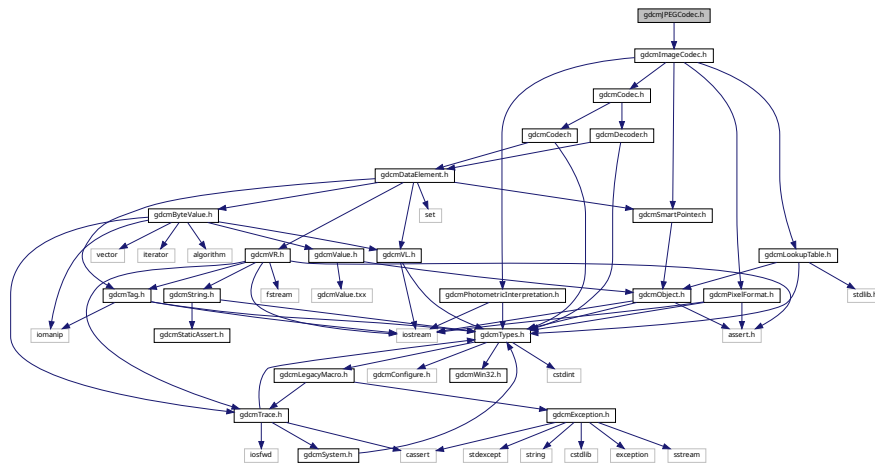 gdcmJPEGCodec.h
gdcmImageCodec.h
gdcmCodec.h
gdcmCoder.h
gdcmDecoder.h
gdcmDataElement.h
gdcmByteValue.h
set
gdcmSmartPointer.h
vector
iterator
algorithm
gdcmVR.h
gdcmValue.h
gdcmVL.h
gdcmLookupTable.h
gdcmTag.h
gdcmString.h
fstream
gdcmValue.txx
gdcmPhotometricInterpretation.h
gdcmObject.h
gdcmPixelFormat.h
stdlib.h
iomanip
gdcmStaticAssert.h
iostream
gdcmTypes.h
assert.h
gdcmLegacyMacro.h
gdcmConfigure.h
gdcmWin32.h
cstdint
gdcmTrace.h
gdcmException.h
iosfwd
gdcmSystem.h
cassert
stdexcept
string
cstdlib
exception
sstream